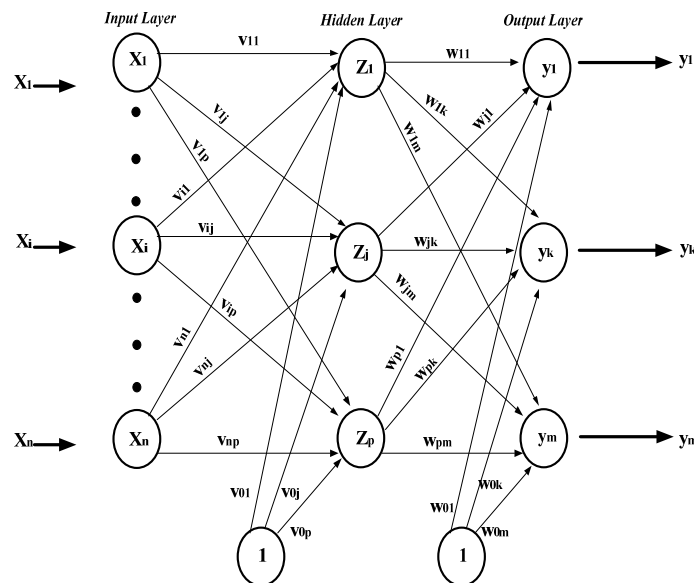 Input Layer Hidden Layer Output Layer
X1 X1 v11 Z1 w11 y1 y1
v1j w1k wj1
v1p w1m
vi1
Xi Xi vij Zj wjk yk yk
vip wjm
vn1 wp1
vnj wpk
Xn Xn vnp Zp wpm ym
v01 v0j w01 w0k
v0p w0m
1 1